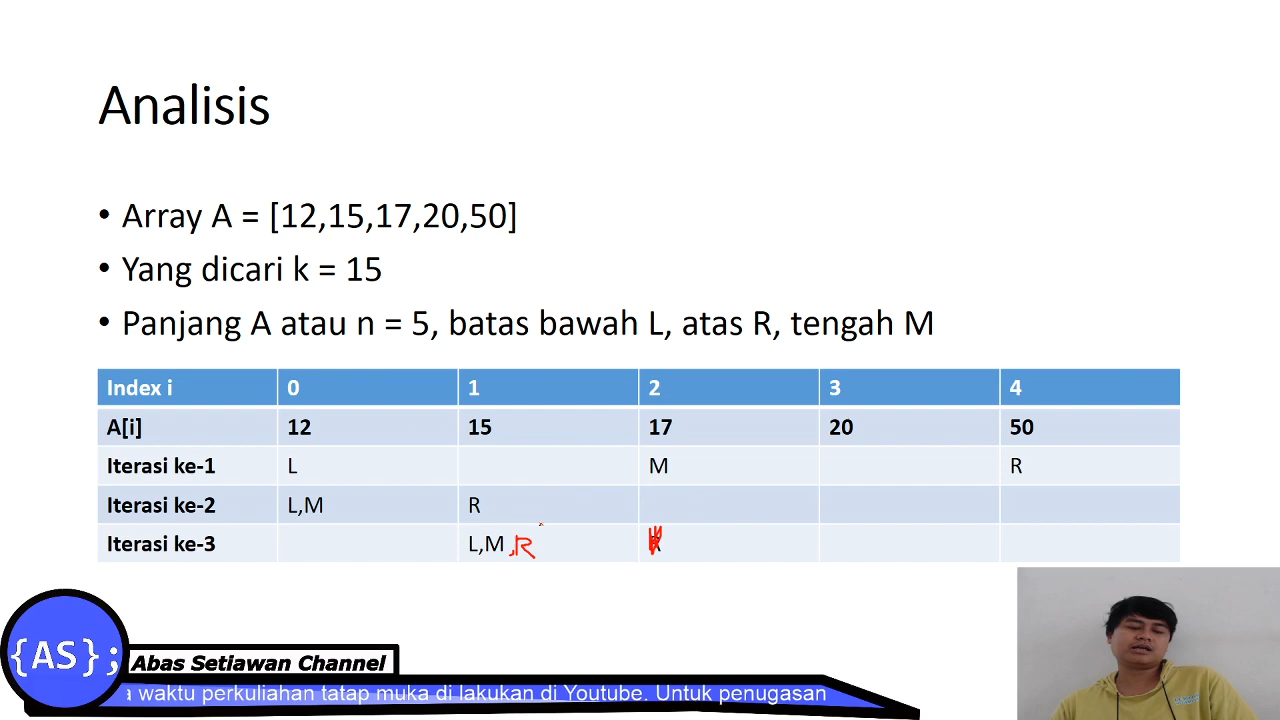 Analisis
• Array A = [12,15,17,20,50]
• Yang dicari k = 15
• Panjang A atau n = 5, batas bawah L, atas R, tengah M
Index i 0 1 2 3 4
A[i] 12 15 17 20 50
Iterasi ke-1 L M R
Iterasi ke-2 L,M R
Iterasi ke-3 L,M ,R
{AS};
Abas Setiawan Channel
a waktu perkuliahan tatap muka di lakukan di Youtube. Untuk penugasan